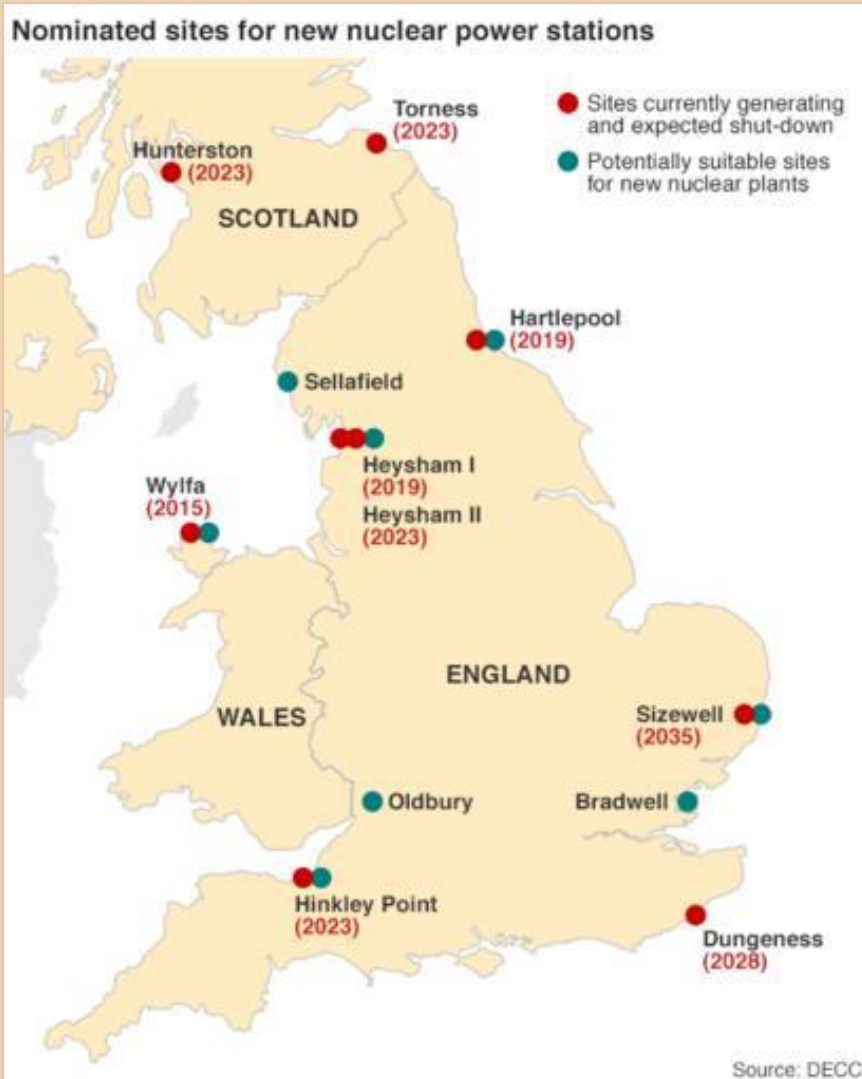 Nominated sites for new nuclear power stations
Sites currently generating
and expected shut-down
Potentially suitable sites
for new nuclear plants
Torness
(2023)
Hunterston
(2023)
SCOTLAND
Hartlepool
(2019)
Sellafield
Heysham I
(2019)
Heysham II
(2023)
Wylfa
(2015)
ENGLAND
WALES
Sizewell
(2035)
Oldbury
Bradwell
Hinkley Point
(2023)
Dungeness
(2028)
Source: DECC